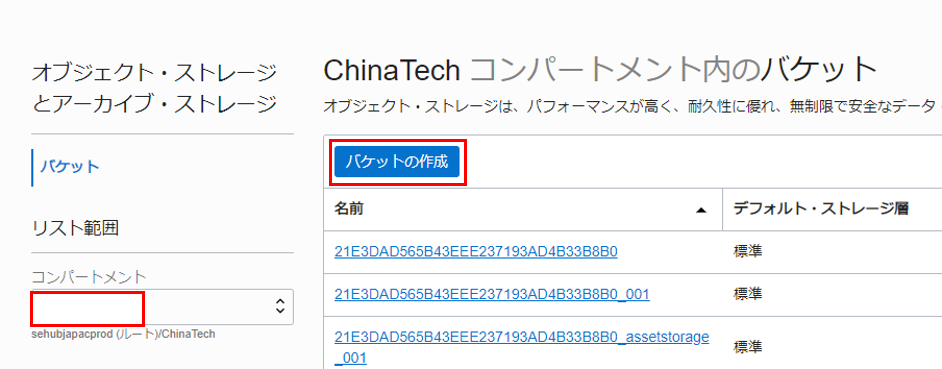 オブジェクト・ストレージ
とアーカイブ・ストレージ
バケット
リスト範囲
コンパートメント
sehubjapacprod (ルート)/ChinaTech
ChinaTech コンパートメント内のバケット
オブジェクト・ストレージは、パフォーマンスが高く、耐久性に優れ、無制限で安全なデータ・
バケットの作成
名前 デフォルト・ストレージ層
21E3DAD565B43EEE237193AD4B33B8B0 標準
21E3DAD565B43EEE237193AD4B33B8B0_001 標準
21E3DAD565B43EEE237193AD4B33B8B0_assetstorage
_001 標準